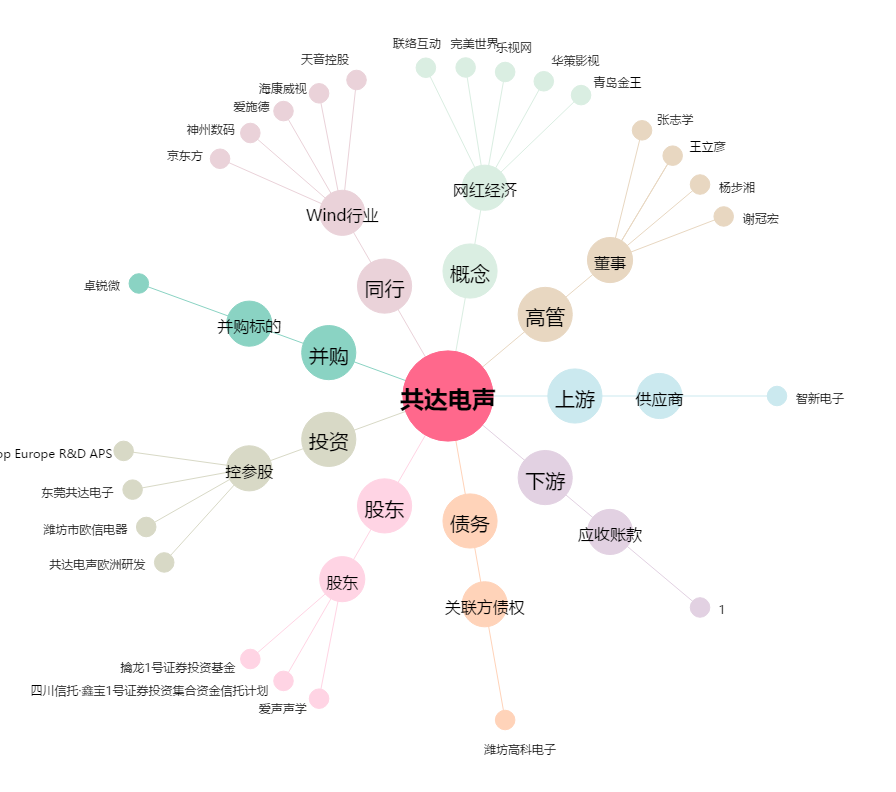 联络互动
完美世界
乐视网
华策影视
青岛金王
天音控股
海康威视
爱施德
神州数码
京东方
Wind行业
网红经济
张志学
王立彦
杨步湘
谢冠宏
董事
同行
概念
高管
卓锐微
并购标的
并购
共达电声
上游
供应商
智新电子
投资
控参股
op Europe R&D APS
东莞共达电子
潍坊市欧信电器
共达电声欧洲研发
股东
股东
擒龙1号证券投资基金
四川信托·鑫宝1号证券投资集合资金信托计划
爱声声学
债务
关联方债权
潍坊高科电子
下游
应收账款
1